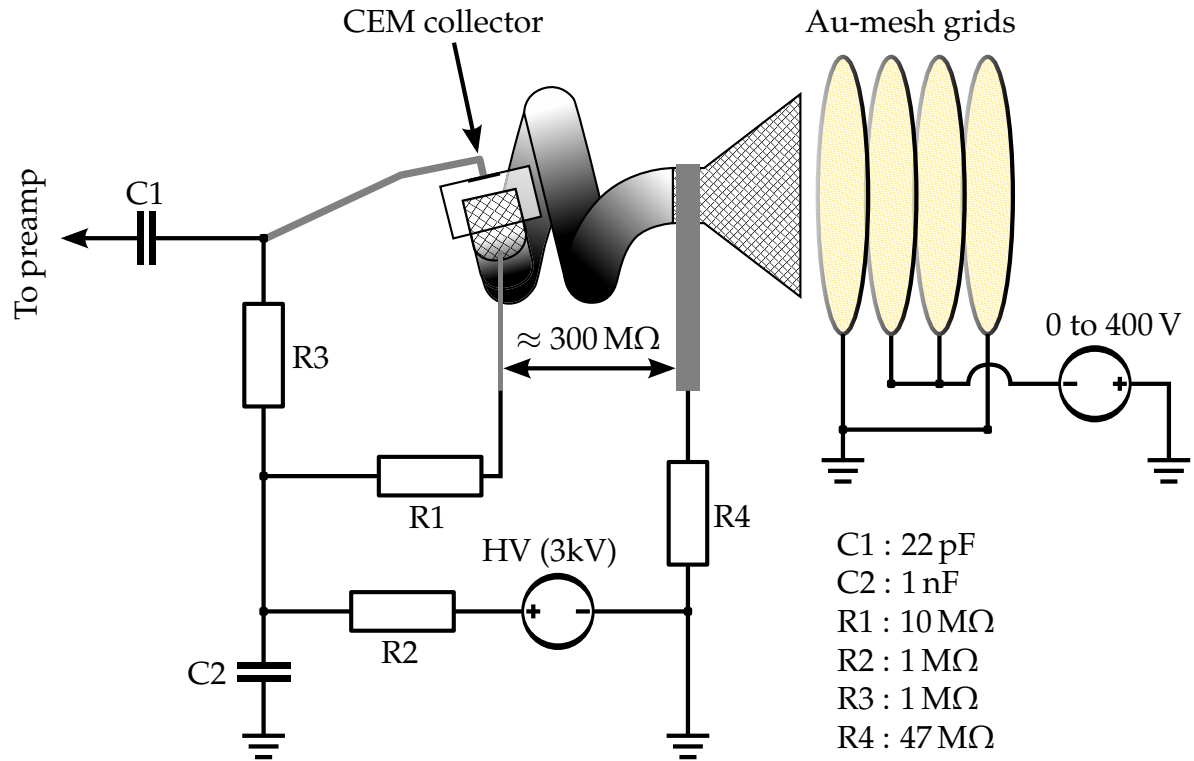 CEM collector
Au-mesh grids
C1
To preamp
0 to 400 V
≈ 300 MΩ
R3
R1
R4
HV (3kV)
R2
C2
C1 : 22 pF
C2 : 1 nF
R1 : 10 MΩ
R2 : 1 MΩ
R3 : 1 MΩ
R4 : 47 MΩ